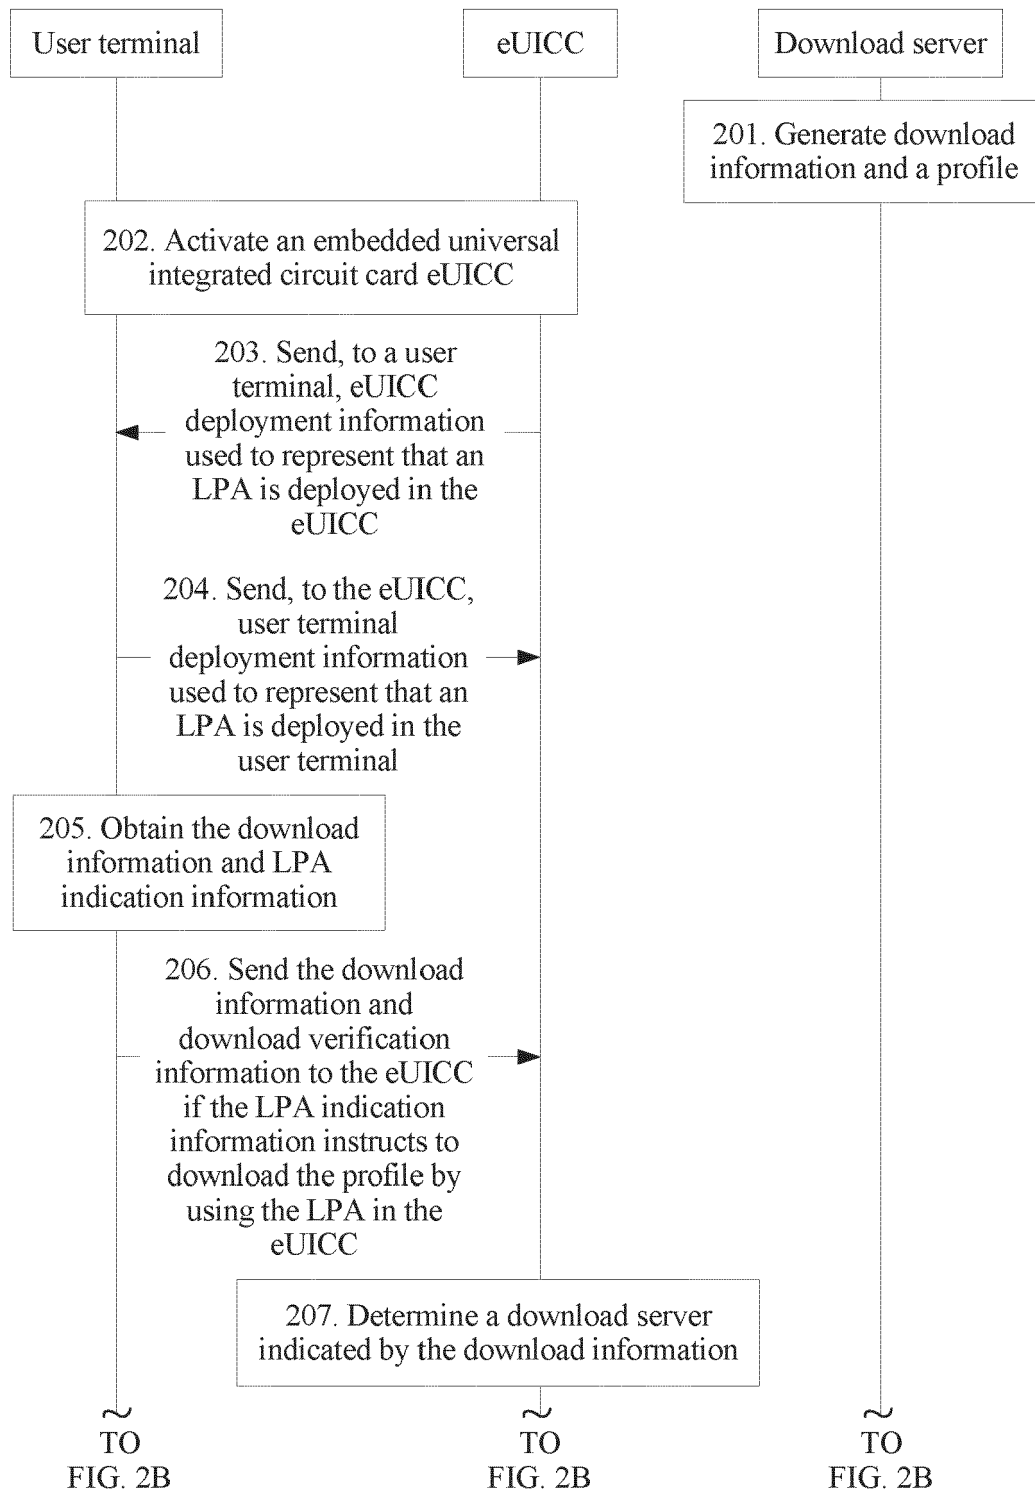 User terminal
eUICC
Download server
201. Generate download
information and a profile
202. Activate an embedded universal
integrated circuit card eUICC
203. Send, to a user
terminal, eUICC
deployment information
used to represent that an
LPA is deployed in the
eUICC
204. Send, to the eUICC,
user terminal
deployment information
used to represent that an
LPA is deployed in the
user terminal
205. Obtain the download
information and LPA
indication information
206. Send the download
information and
download verification
information to the eUICC
if the LPA indication
information instructs to
download the profile by
using the LPA in the
eUICC
207. Determine a download server
indicated by the download information
TO
FIG. 2B
TO
FIG. 2B
TO
FIG. 2B